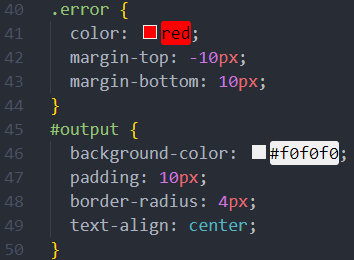 40 .error {
41 color: red;
42 margin-top: -10px;
43 margin-bottom: 10px;
44 }
45 #output {
46 background-color: #f0f0f0;
47 padding: 10px;
48 border-radius: 4px;
49 text-align: center;
50 }